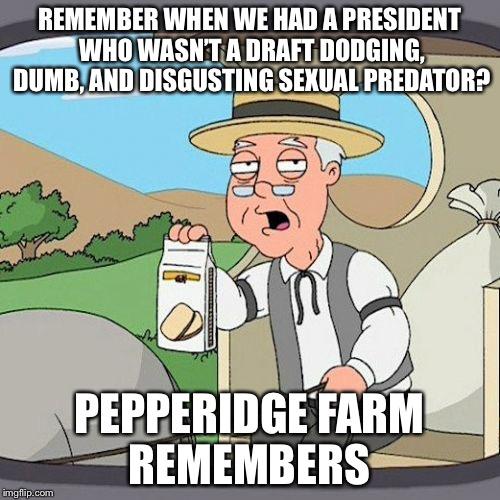 REMEMBER WHEN WE HAD A PRESIDENT
WHO WASN'T A DRAFT DODGING,
DUMB, AND DISGUSTING SEXUAL PREDATOR?
PEPPERIDGE FARM
REMEMBERS
imgflip.com